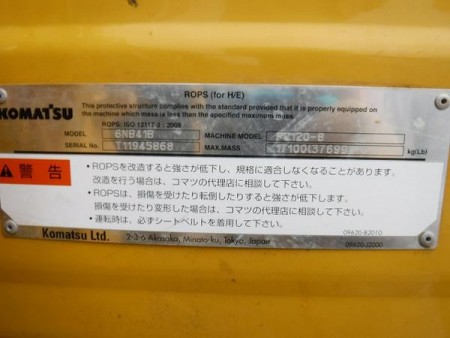 ROPS (for H/E)
KOMATSU
This protective structure complies with the standard provided that it is properly equipped on
the machine which mass is less than the specified maximum mass.
ROPS: ISO 12117-2 : 2008
MODEL 6NB41B MACHINE MODEL
SERIAL No. T11945868 MAX.MASS kg(Lb)
警告
・ROPSを改造すると強さが低下し、規格に適合しなくなることがあります。
改造を行う場合は、コマツの代理店に相談して下さい。
・ROPSは、損傷を受けたり転倒したりすると強さが低下します。
損傷を受けたり変形した場合は、コマツの代理店に相談して下さい。
・運転時は、必ずシートベルトを着用して下さい。
09620-B2010
Komatsu Ltd. 2-3-6 Akasaka, Minato-ku, Tokyo, Japan 09620-J2000